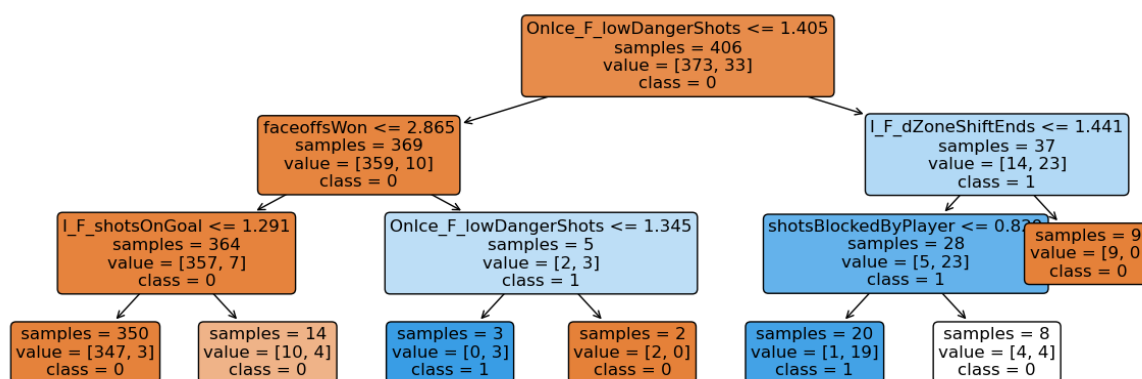 OnIce_F_lowDangerShots <= 1.405
samples = 406
value = [373, 33]
class = 0
faceoffsWon <= 2.865
samples = 369
value = [359, 10]
class = 0
I_F_dZoneShiftEnds <= 1.441
samples = 37
value = [14, 23]
class = 1
I_F_shotsOnGoal <= 1.291
samples = 364
value = [357, 7]
class = 0
OnIce_F_lowDangerShots <= 1.345
samples = 5
value = [2, 3]
class = 1
shotsBlockedByPlayer <=
samples = 28
value = [5, 23]
class = 1
samples = 9
value = [9, 0
class = 0
samples = 350
value = [347, 3]
class = 0
samples = 14
value = [10, 4]
class = 0
samples = 3
value = [0, 3]
class = 1
samples = 2
value = [2, 0]
class = 0
samples = 20
value = [1, 19]
class = 1
samples = 8
value = [4, 4]
class = 0